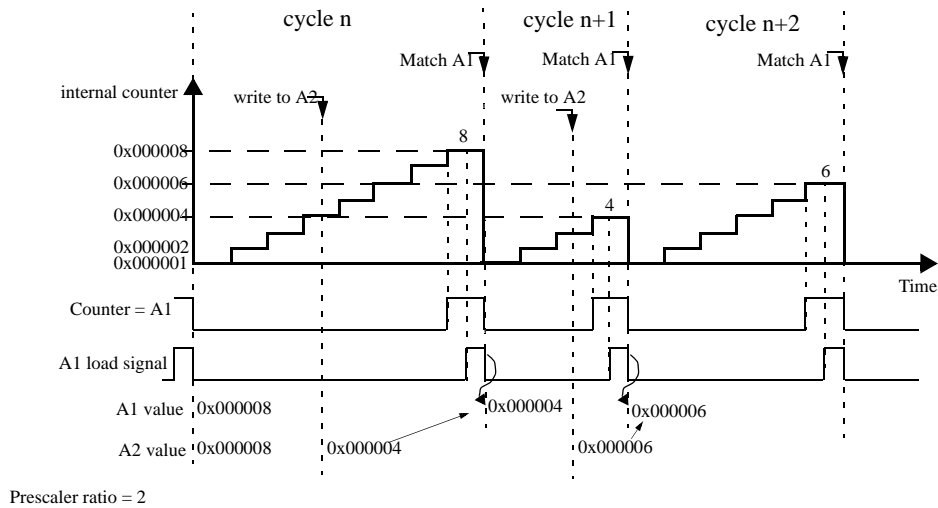 cycle n
cycle n+1
cycle n+2
Match A1
Match A1
Match A1
internal counter
write to A2
write to A2
8
0x000008
0x000006
6
4
0x000004
0x000002
0x000001
Time
Counter = A1
A1 load signal
A1 value 0x000008 0x000004 0x000006
A2 value 0x000008 0x000004 0x000006
Prescaler ratio = 2